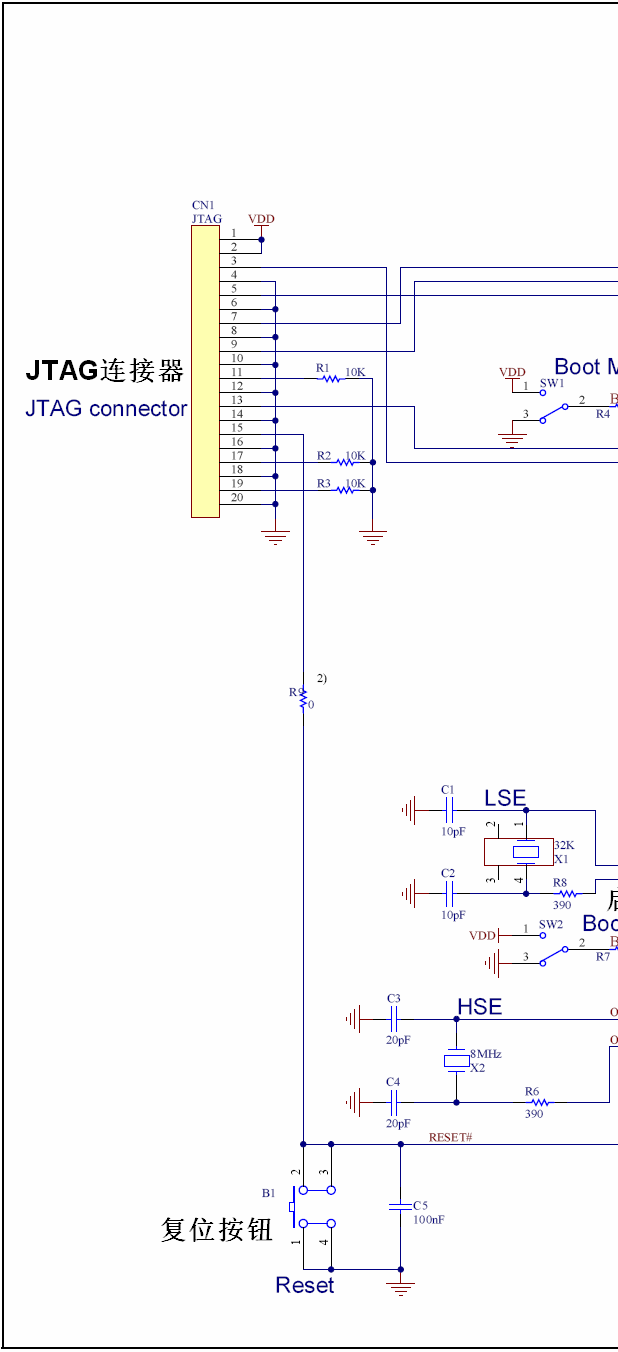 CN1
JTAG
VDD
1
2
3
4
5
6
7
8
9
10
11
12
13
14
15
16
17
18
19
20
JTAG连接器
JTAG connector
R1 10K
R2 10K
R3 10K
Boot M
VDD
1
SW1
2
3
R4
2)
R9
0
C1
10pF
LSE
2
1
32K
X1
3
4
C2
10pF
R8
390
Boo
VDD
1
SW2
2
3
R7
C3
20pF
HSE
8MHz
X2
C4
20pF
R6
390
RESET#
2
3
B1
1
4
C5
100nF
复位按钮
Reset